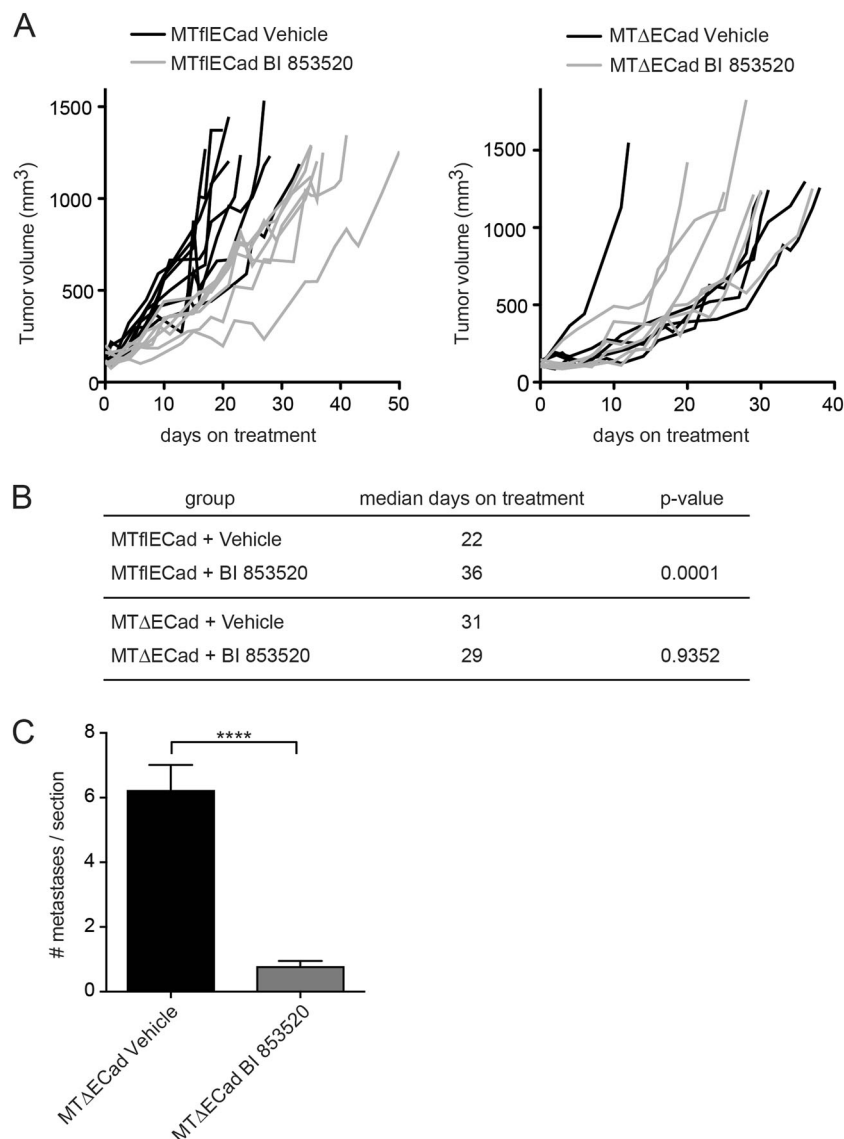 A
MTflECad Vehicle
MTflECad BI 853520
MTΔECad Vehicle
MTΔECad BI 853520
Tumor volume (mm3)
1500
1000
500
0
0 10 20 30 40 50
days on treatment
Tumor volume (mm3)
1500
1000
500
0
0 10 20 30 40
days on treatment
B
group median days on treatment p-value
MTflECad + Vehicle 22
MTflECad + BI 853520 36 0.0001
MTΔECad + Vehicle 31
MTΔECad + BI 853520 29 0.9352
C
# metastases / section
8
6
4
2
0
****
MTΔECad Vehicle
MTΔECad BI 853520